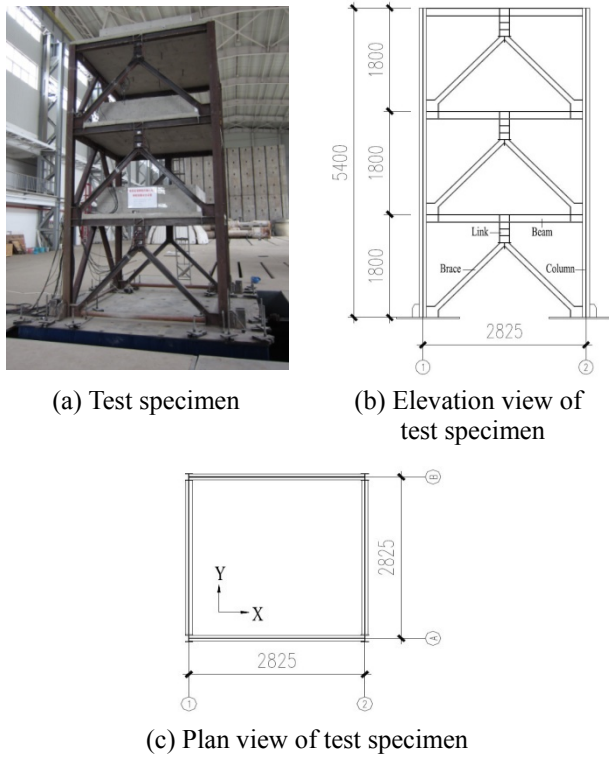 1800
1800
1800
5400
Link
Beam
Brace
Column
2825
1
2
(a) Test specimen
(b) Elevation view of
test specimen
Y
X
2825
2825
B
A
1
2
(c) Plan view of test specimen